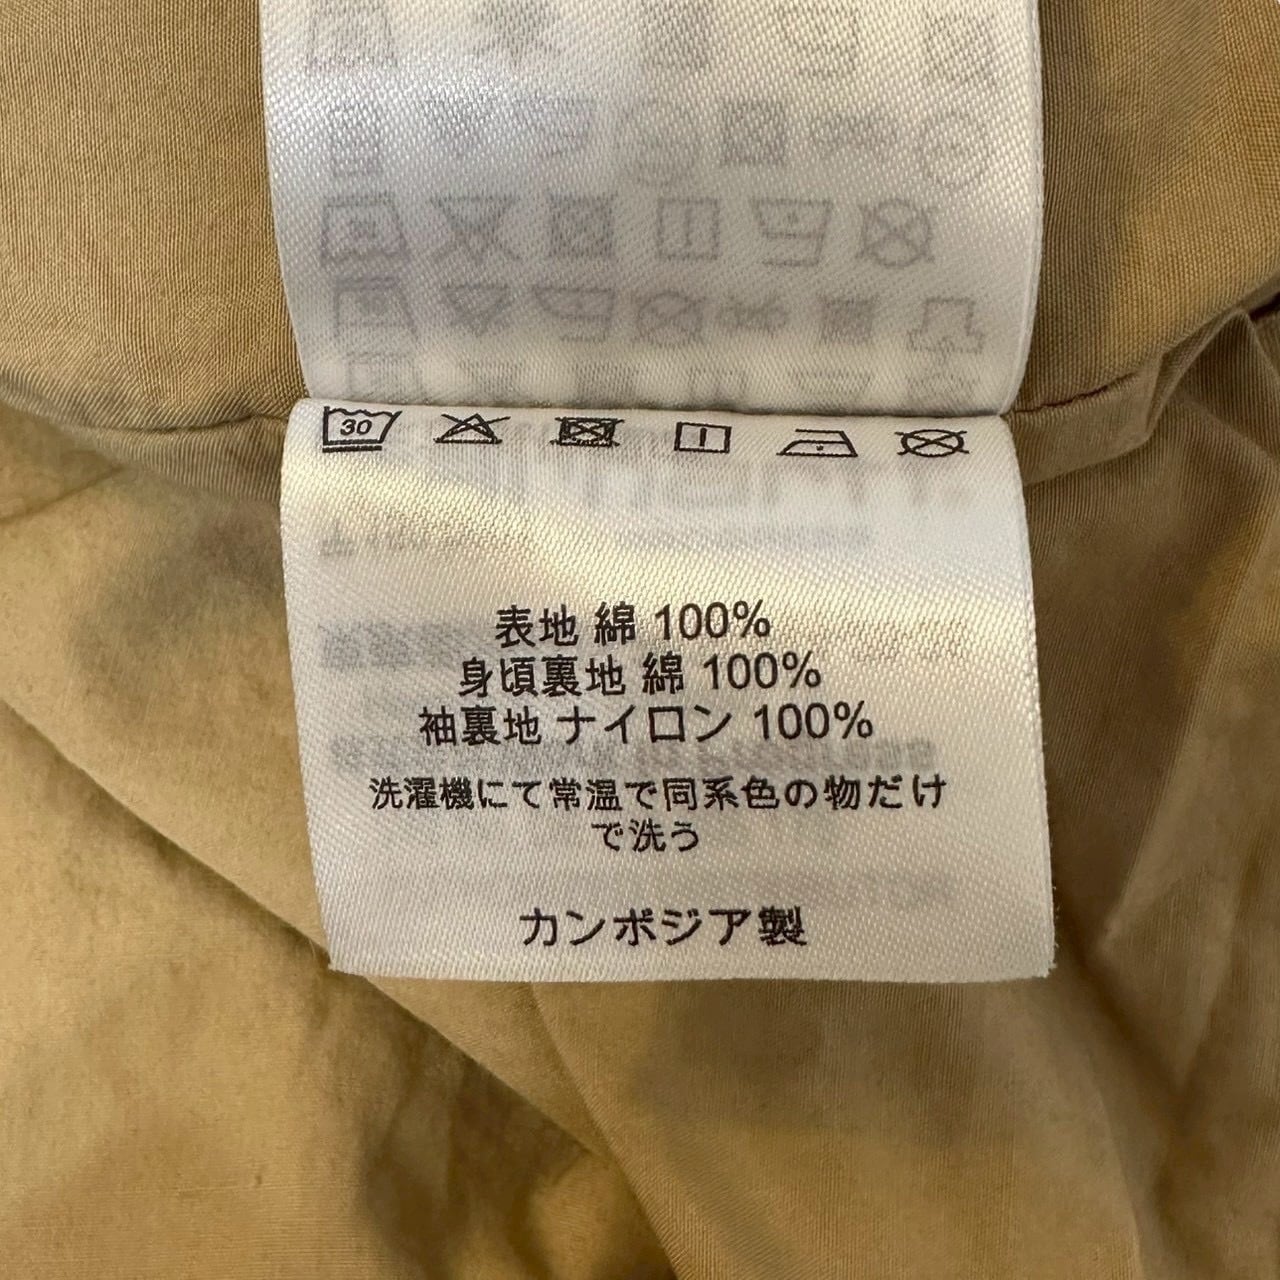 30
表地 綿 100%
身頃裏地 綿 100%
袖裏地 ナイロン 100%
洗濯機にて常温で同系色の物だけ
で洗う
カンボジア製